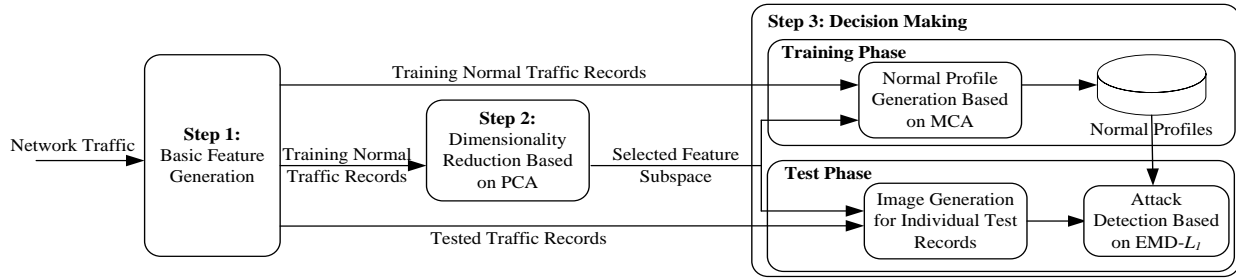 Network Traffic
Step 1:
Basic Feature
Generation
Training Normal Traffic Records
Training Normal
Traffic Records
Tested Traffic Records
Step 2:
Dimensionality
Reduction Based
on PCA
Selected Feature
Subspace
Step 3: Decision Making
Training Phase
Normal Profile
Generation Based
on MCA
Normal Profiles
Test Phase
Image Generation
for Individual Test
Records
Attack
Detection Based
on EMD-L1